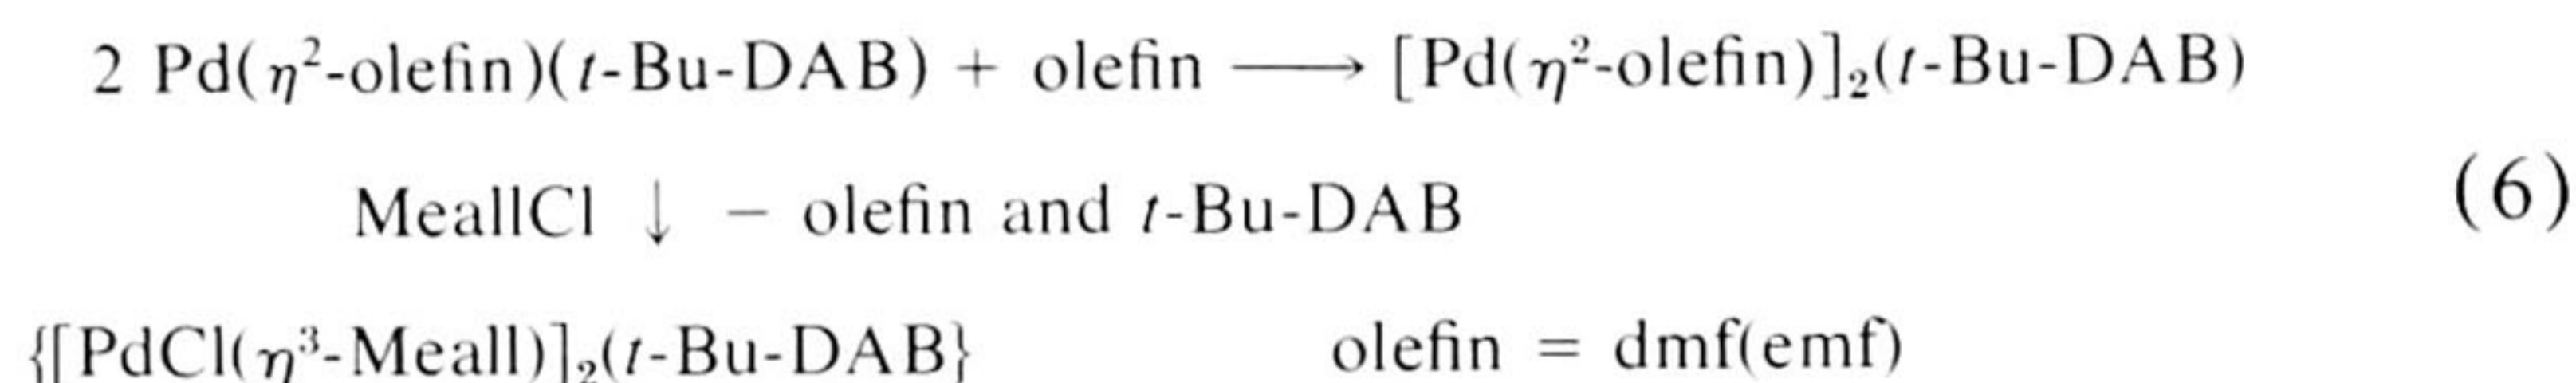 2 Pd(η²-olefin)(t-Bu-DAB) + olefin ⟶ [Pd(η²-olefin)]₂(t-Bu-DAB)
MeallCl ↓ − olefin and t-Bu-DAB
(6)
{[PdCl(η³-Meall)]₂(t-Bu-DAB} olefin = dmf(emf)